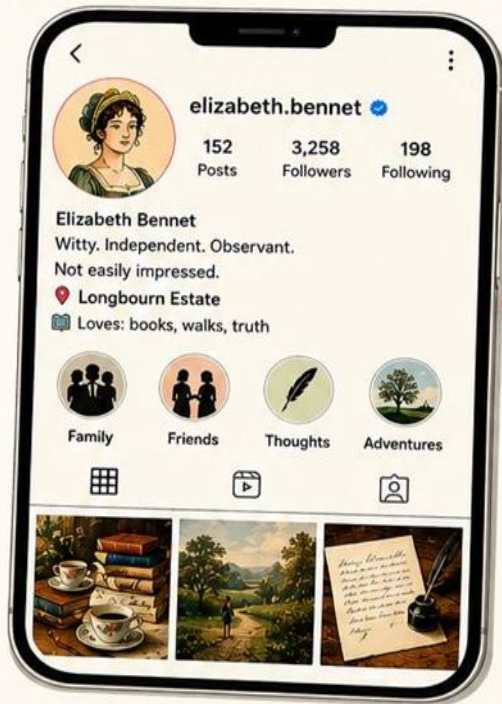 elizabeth.bennet
152 3,258 198
Posts Followers Following
Elizabeth Bennet
Witty. Independent. Observant.
Not easily impressed.
Longbourn Estate
Loves: books, walks, truth
Family Friends Thoughts Adventures